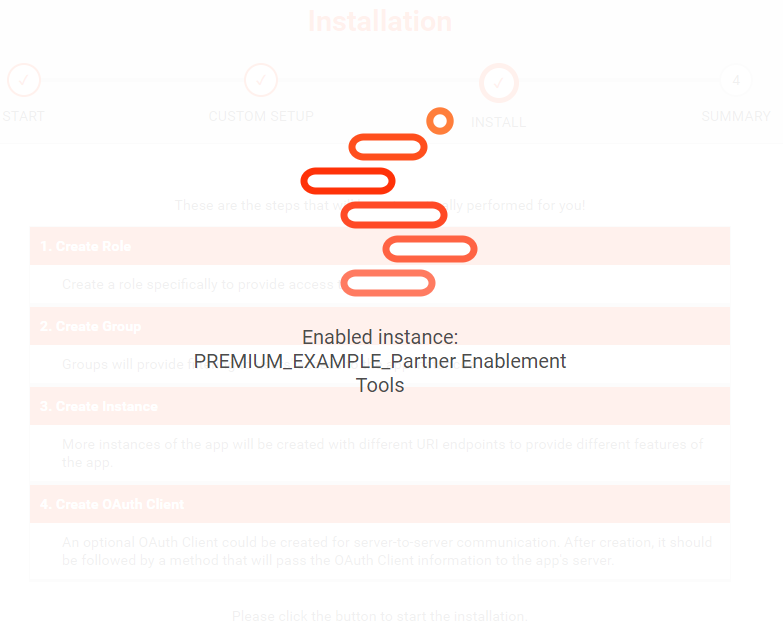 Installation
✓ ✓ ✓ 4
START CUSTOM SETUP INSTALL SUMMARY
These are the steps that w lly performed for you!
1. Create Role
Create a role specifically to provide access
2. Create Group
Groups will provide
3. Create Instance
More instances of the app will be created with different URI endpoints to provide different features of
the app.
4. Create OAuth Client
An optional OAuth Client could be created for server-to-server communication. After creation, it should
be followed by a method that will pass the OAuth Client information to the app's server.
Please click the button to start the installation.
Enabled instance:
PREMIUM_EXAMPLE_Partner Enablement
Tools